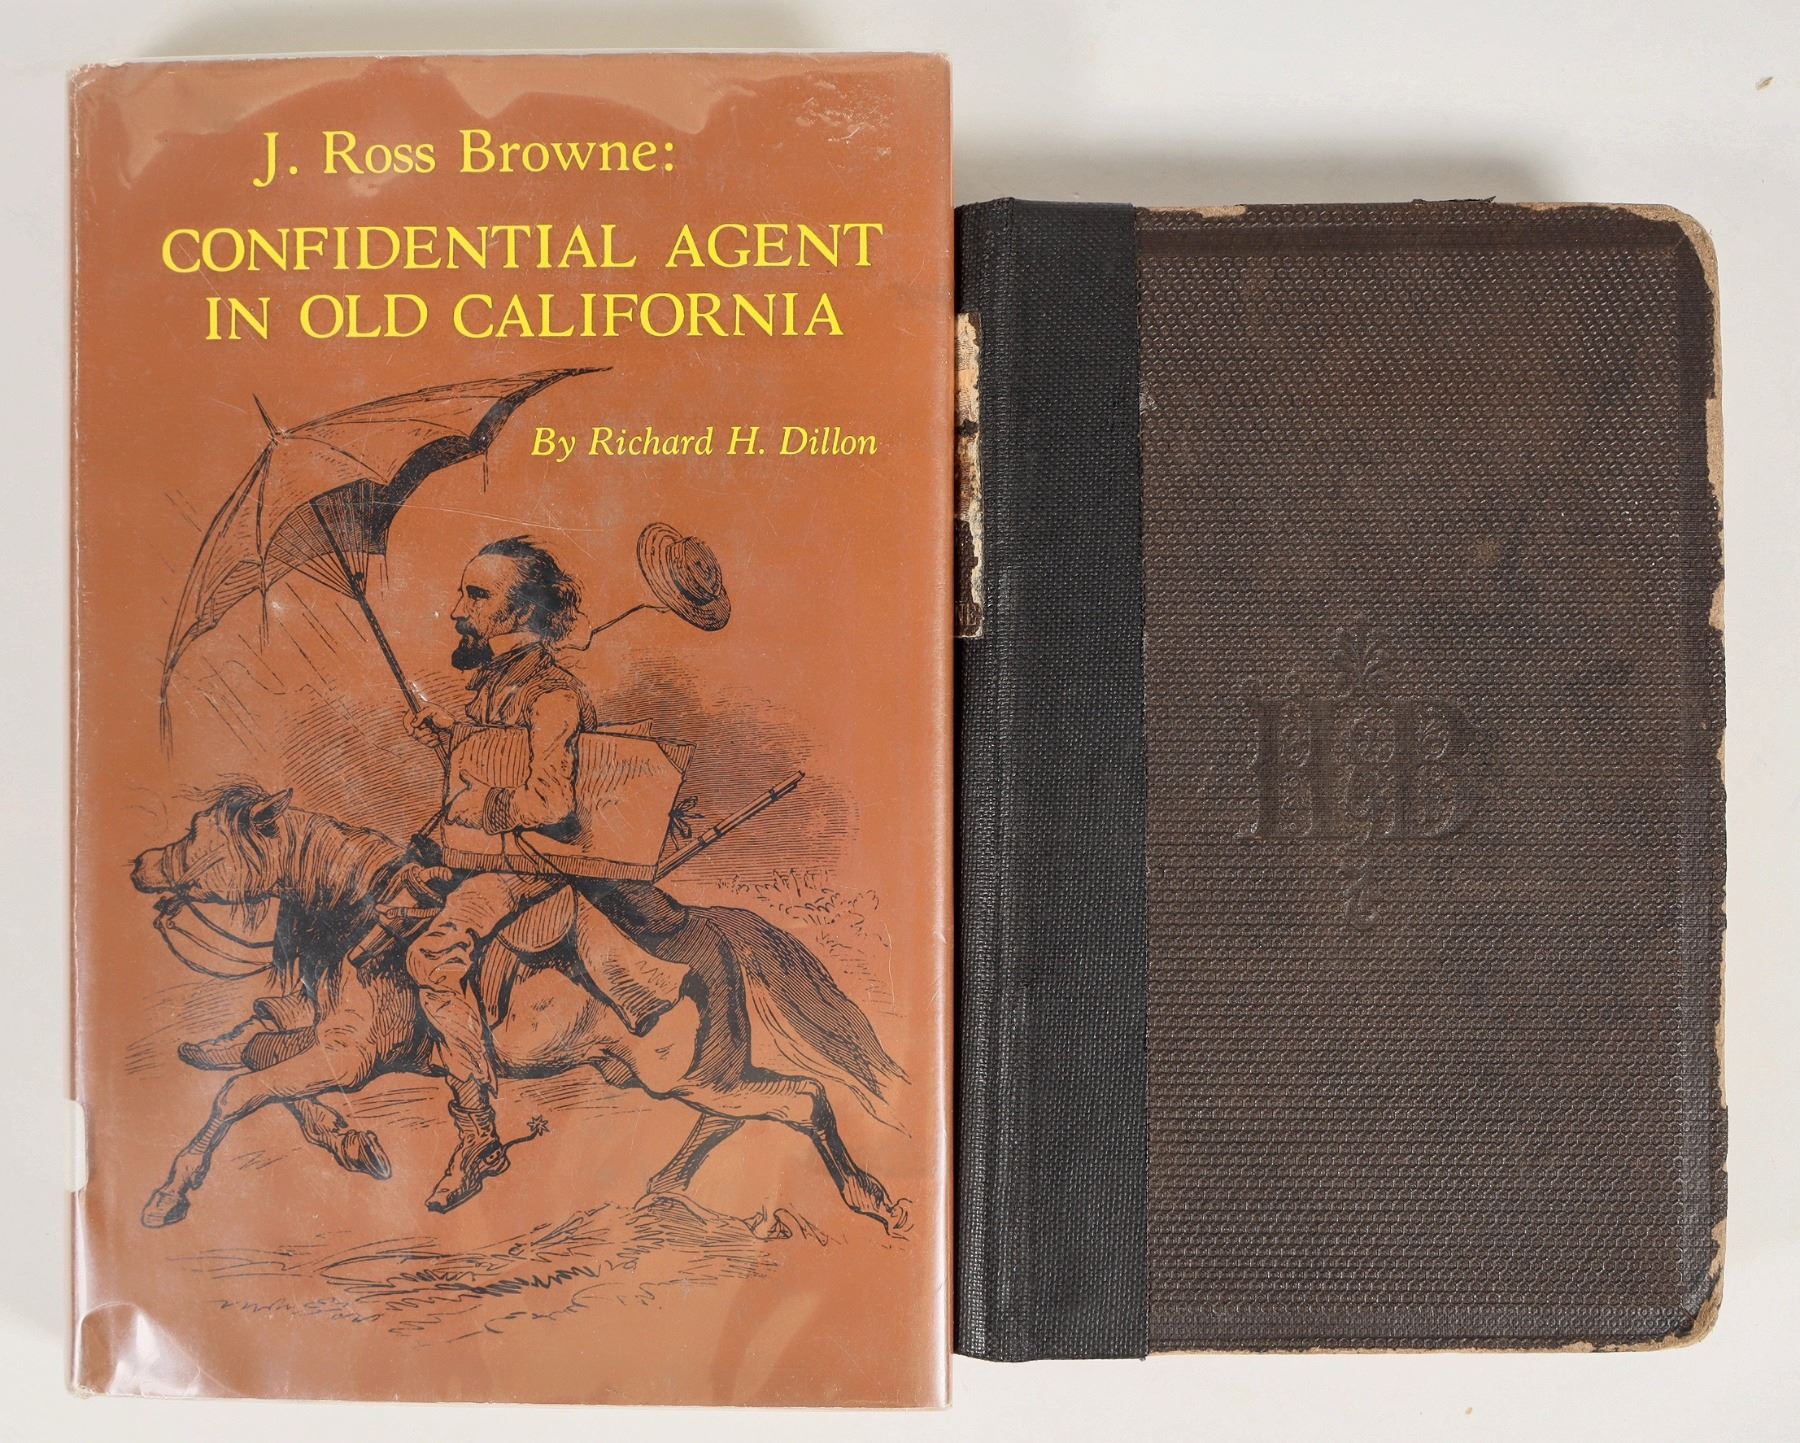 J. Ross Browne:
CONFIDENTIAL AGENT
IN OLD CALIFORNIA
By Richard H. Dillon
H D